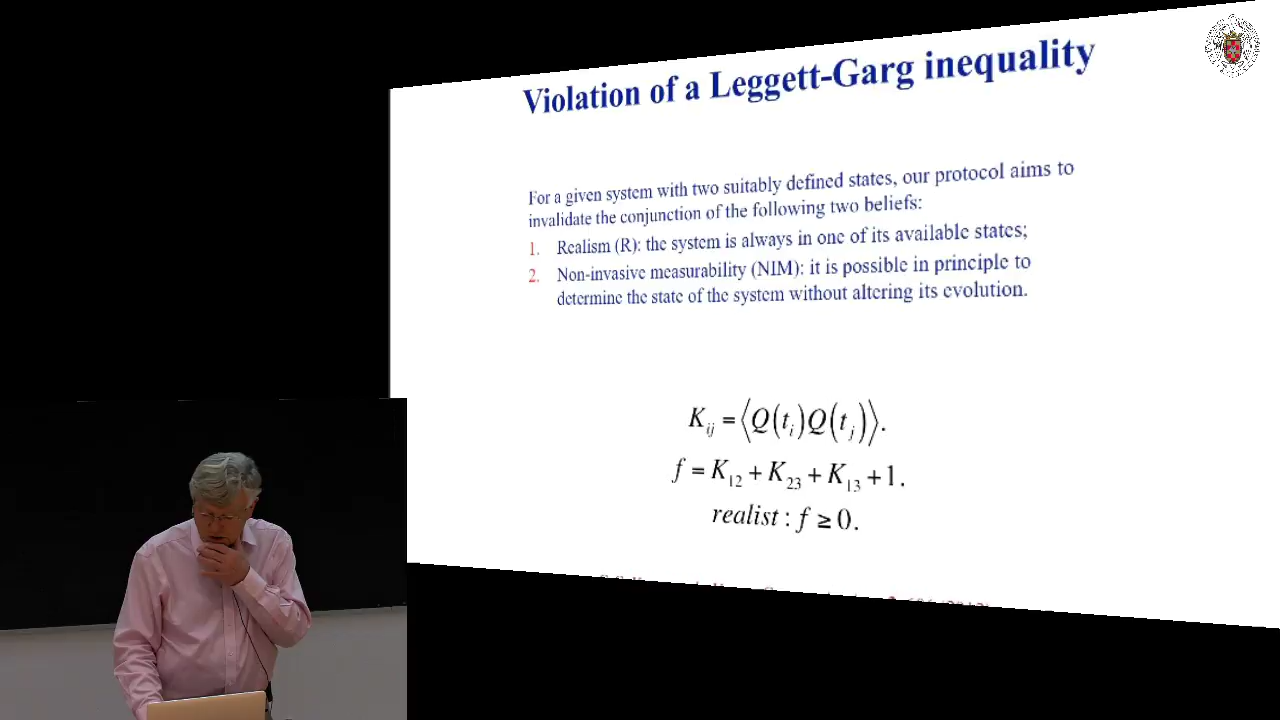 Violation of a Leggett-Garg inequality
For a given system with two suitably defined states, our protocol aims to
invalidate the conjunction of the following two beliefs:
1. Realism (R): the system is always in one of its available states;
2. Non-invasive measurability (NIM): it is possible in principle to
determine the state of the system without altering its evolution.
K_ij = ⟨Q(t_i)Q(t_j)⟩.
f = K_12 + K_23 + K_13 + 1.
realist : f ≥ 0.